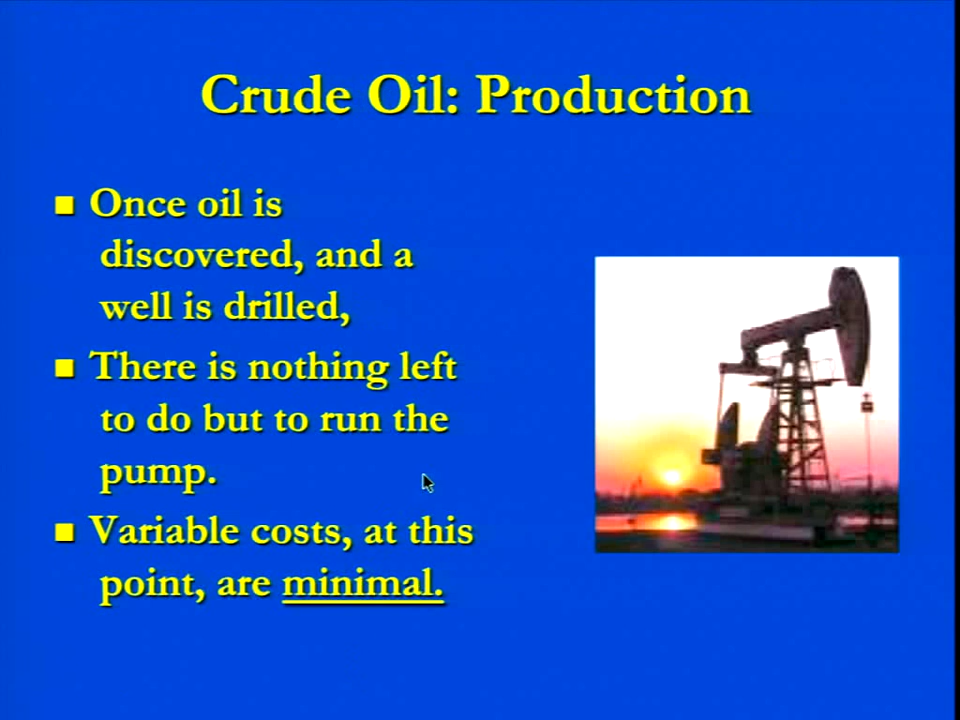 Crude Oil: Production
Once oil is
discovered, and a
well is drilled,
There is nothing left
to do but to run the
pump.
Variable costs, at this
point, are minimal.